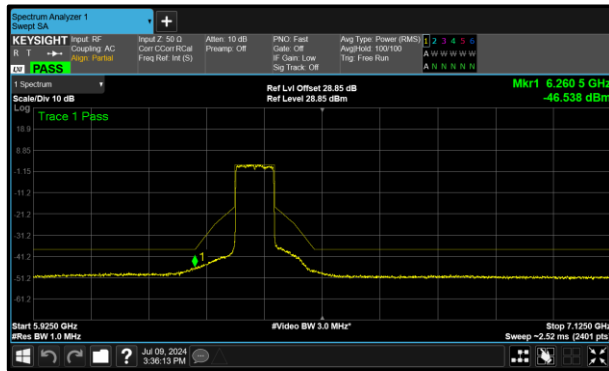 Spectrum Analyzer 1
Swept SA
+
KEYSIGHT
R T
LXI PASS
Input: RF
Coupling: AC
Align: Partial
Input Z: 50 Ω
Corr CCorr RCal
Freq Ref: Int (S)
Atten: 10 dB
Preamp: Off
PNO: Fast
Gate: Off
IF Gain: Low
Sig Track: Off
Avg Type: Power (RMS)
Avg|Hold: 100/100
Trig: Free Run
1 2 3 4 5 6
A W W W W W
A N N N N N
1 Spectrum
Scale/Div 10 dB
Ref Lvl Offset 28.85 dB
Ref Level 28.85 dBm
Mkr1 6.260 5 GHz
-46.538 dBm
Log
Trace 1 Pass
18.9
8.85
-1.15
-11.2
-21.2
-31.2
-41.2
-51.2
-61.2
1
Start 5.9250 GHz
#Res BW 1.0 MHz
#Video BW 3.0 MHz*
Stop 7.1250 GHz
Sweep ~2.52 ms (2401 pts)
?
Jul 09, 2024
3:36:13 PM